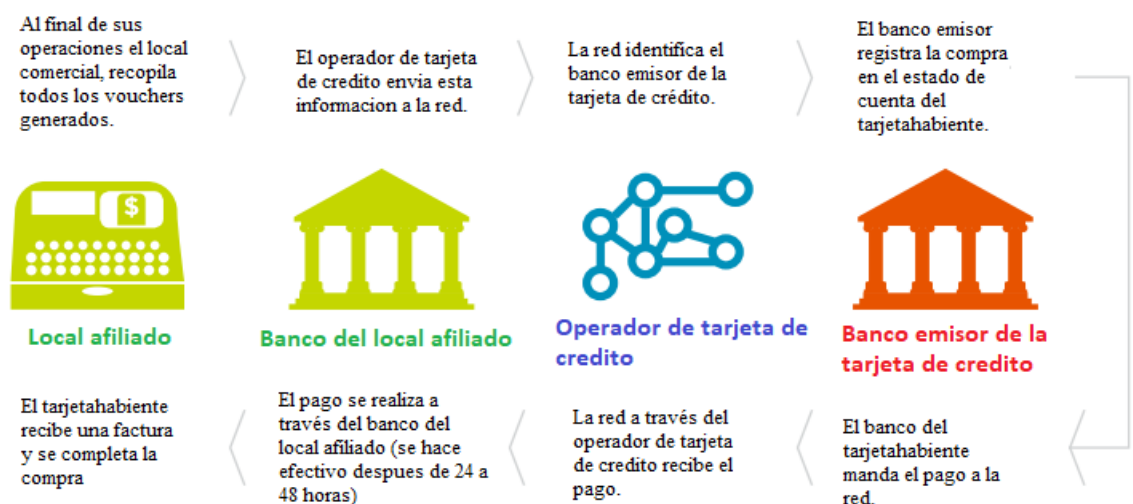 Al final de sus
operaciones el local
comercial, recopila
todos los vouchers
generados.
El operador de tarjeta
de credito envia esta
informacion a la red.
La red identifica el
banco emisor de la
tarjeta de crédito.
El banco emisor
registra la compra
en el estado de
cuenta del
tarjetahabiente.
$
Local afiliado
Banco del local afiliado
Operador de tarjeta de
credito
Banco emisor de la
tarjeta de credito
El tarjetahabiente
recibe una factura
y se completa la
compra
El pago se realiza a
través del banco del
local afiliado (se hace
efectivo despues de 24 a
48 horas)
La red a través del
operador de tarjeta
de credito recibe el
pago.
El banco del
tarjetahabiente
manda el pago a la
red.